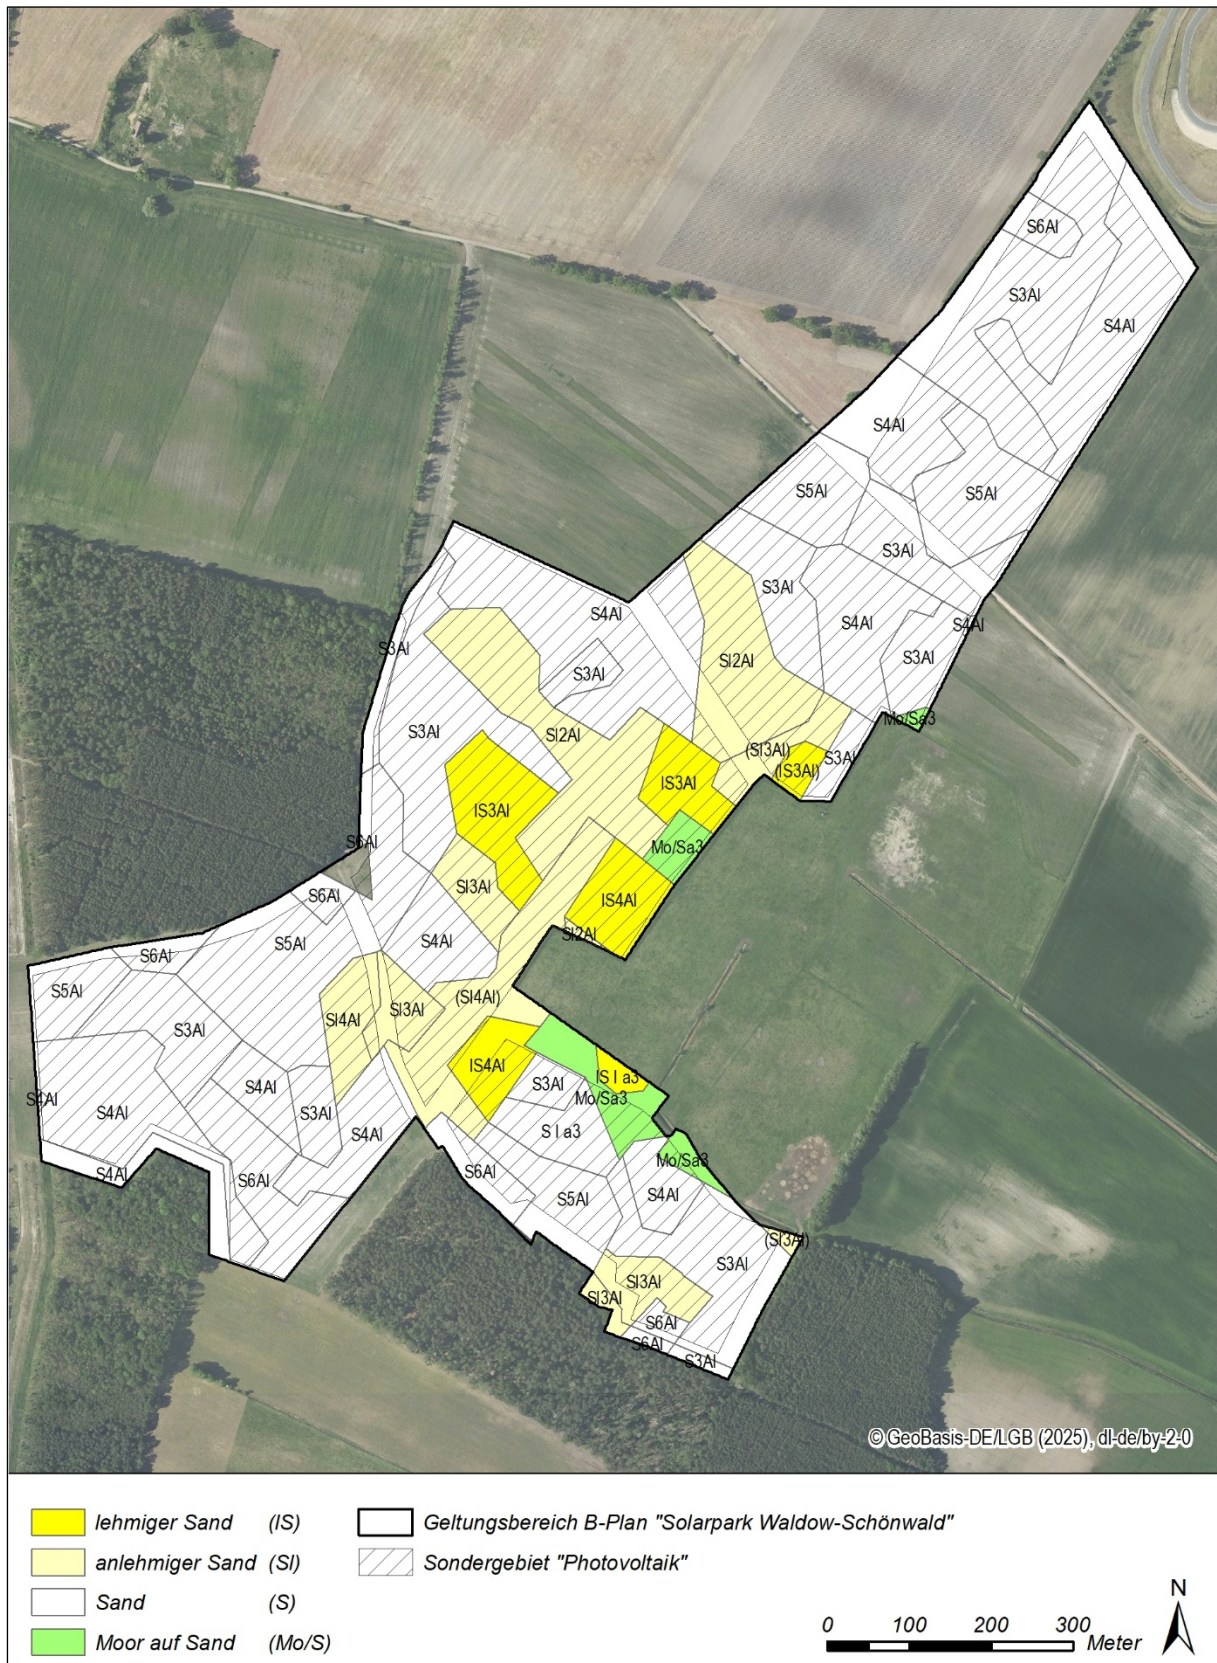 S6Al
S3Al
S4Al
S4Al
S5Al
S5Al
S3Al
S3Al
S4Al
S4Al
S4Al
S3Al
S3Al
S3Al
Sl2Al
S3Al
Mo/Sa3
S3Al
Sl2Al
(Sl3Al)
S3Al
(lS3Al)
lS3Al
lS3Al
S6Al
Mo/Sa3
Sl3Al
S6Al
lS4Al
Sl2Al
S4Al
S5Al
S6Al
S5Al
(Sl4Al)
Sl3Al
Sl4Al
S3Al
lS4Al
lS l a3
S3Al
S4Al
Mo/Sa3
S4Al
S4Al
S3Al
S l a3
S4Al
Mo/Sa3
S4Al
S6Al
S6Al
S5Al
S4Al
(Sl3Al)
S3Al
Sl3Al
Sl3Al
S6Al
S6Al
S3Al
© GeoBasis-DE/LGB (2025), dl-de/by-2-0
lehmiger Sand (lS)
anlehmiger Sand (Sl)
Sand (S)
Moor auf Sand (Mo/S)
Geltungsbereich B-Plan "Solarpark Waldow-Schönwald"
Sondergebiet "Photovoltaik"
0 100 200 300 Meter
N